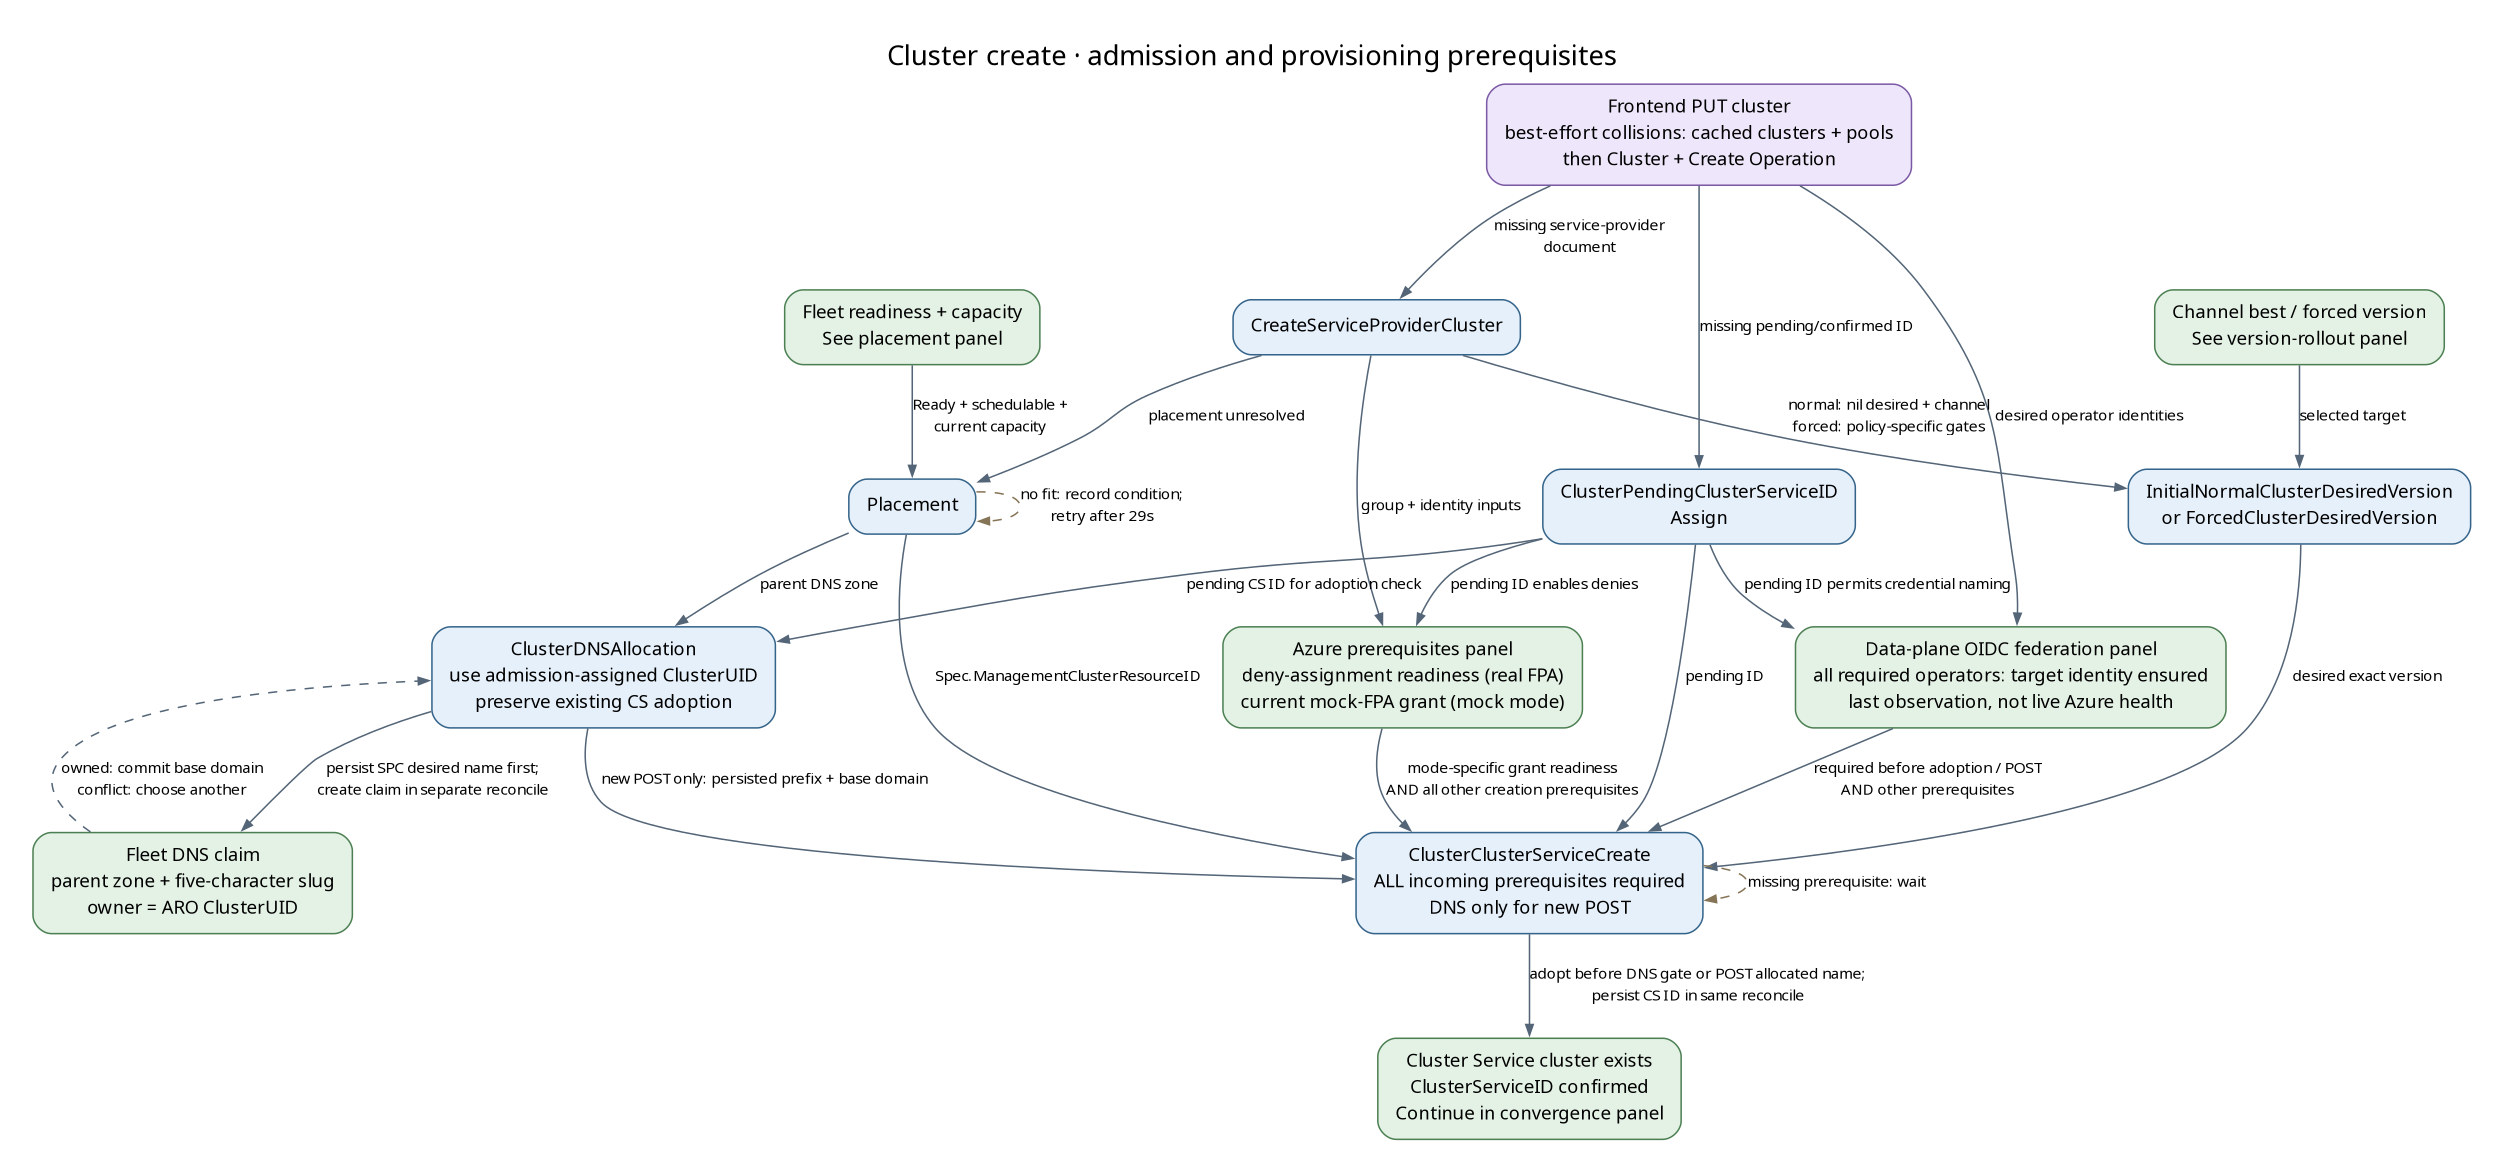 Cluster create · admission and provisioning prerequisites
Frontend PUT cluster
best-effort collisions: cached clusters + pools
then Cluster + Create Operation
missing service-provider
document
Fleet readiness + capacity
See placement panel
CreateServiceProviderCluster
missing pending/confirmed ID
Channel best / forced version
See version-rollout panel
Ready + schedulable +
current capacity
placement unresolved
normal: nil desired + channel
forced: policy-specific gates
desired operator identities
selected target
Placement
no fit: record condition;
retry after 29s
group + identity inputs
ClusterPendingClusterServiceID
Assign
InitialNormalClusterDesiredVersion
or ForcedClusterDesiredVersion
parent DNS zone
pending CS ID for adoption check
pending ID enables denies
pending ID permits credential naming
ClusterDNSAllocation
use admission-assigned ClusterUID
preserve existing CS adoption
Spec.ManagementClusterResourceID
Azure prerequisites panel
deny-assignment readiness (real FPA)
current mock-FPA grant (mock mode)
pending ID
Data-plane OIDC federation panel
all required operators: target identity ensured
last observation, not live Azure health
desired exact version
owned: commit base domain
conflict: choose another
persist SPC desired name first;
create claim in separate reconcile
new POST only: persisted prefix + base domain
mode-specific grant readiness
AND all other creation prerequisites
required before adoption / POST
AND other prerequisites
Fleet DNS claim
parent zone + five-character slug
owner = ARO ClusterUID
ClusterClusterServiceCreate
ALL incoming prerequisites required
DNS only for new POST
missing prerequisite: wait
adopt before DNS gate or POST allocated name;
persist CS ID in same reconcile
Cluster Service cluster exists
ClusterServiceID confirmed
Continue in convergence panel